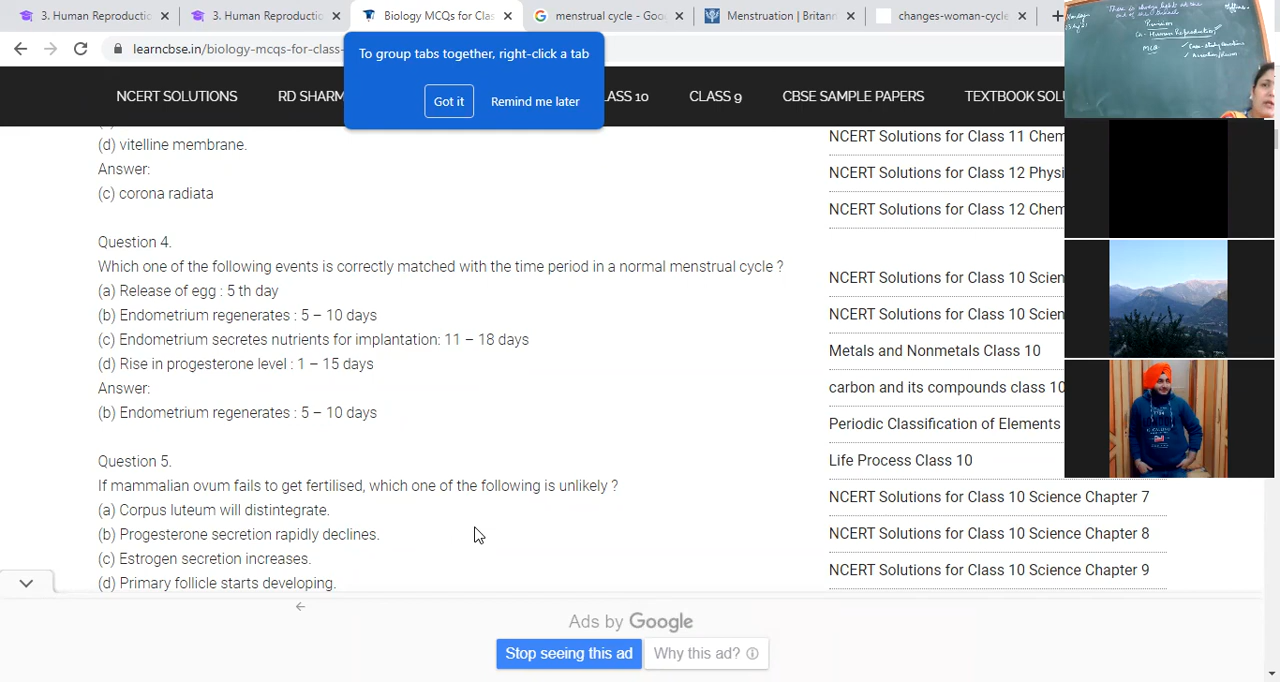 3. Human Reproductio
3. Human Reproductio
Biology MCQs for Clas
menstrual cycle - Goo
Menstruation | Britann
changes-woman-cycle
learncbse.in/biology-mcqs-for-class-
To group tabs together, right-click a tab
Got it
Remind me later
NCERT SOLUTIONS
RD SHARM
LASS 10
CLASS 9
CBSE SAMPLE PAPERS
TEXTBOOK SOLU
(d) vitelline membrane.
Answer:
(c) corona radiata
Question 4.
Which one of the following events is correctly matched with the time period in a normal menstrual cycle ?
(a) Release of egg : 5 th day
(b) Endometrium regenerates : 5 – 10 days
(c) Endometrium secretes nutrients for implantation: 11 – 18 days
(d) Rise in progesterone level : 1 – 15 days
Answer:
(b) Endometrium regenerates : 5 – 10 days
Question 5.
If mammalian ovum fails to get fertilised, which one of the following is unlikely ?
(a) Corpus luteum will distintegrate.
(b) Progesterone secretion rapidly declines.
(c) Estrogen secretion increases.
(d) Primary follicle starts developing.
NCERT Solutions for Class 11 Chem
NCERT Solutions for Class 12 Physi
NCERT Solutions for Class 12 Chem
NCERT Solutions for Class 10 Scien
NCERT Solutions for Class 10 Scien
Metals and Nonmetals Class 10
carbon and its compounds class 10
Periodic Classification of Elements
Life Process Class 10
NCERT Solutions for Class 10 Science Chapter 7
NCERT Solutions for Class 10 Science Chapter 8
NCERT Solutions for Class 10 Science Chapter 9
Ads by Google
Stop seeing this ad
Why this ad?
Revision
Human Reproduction
MCQ